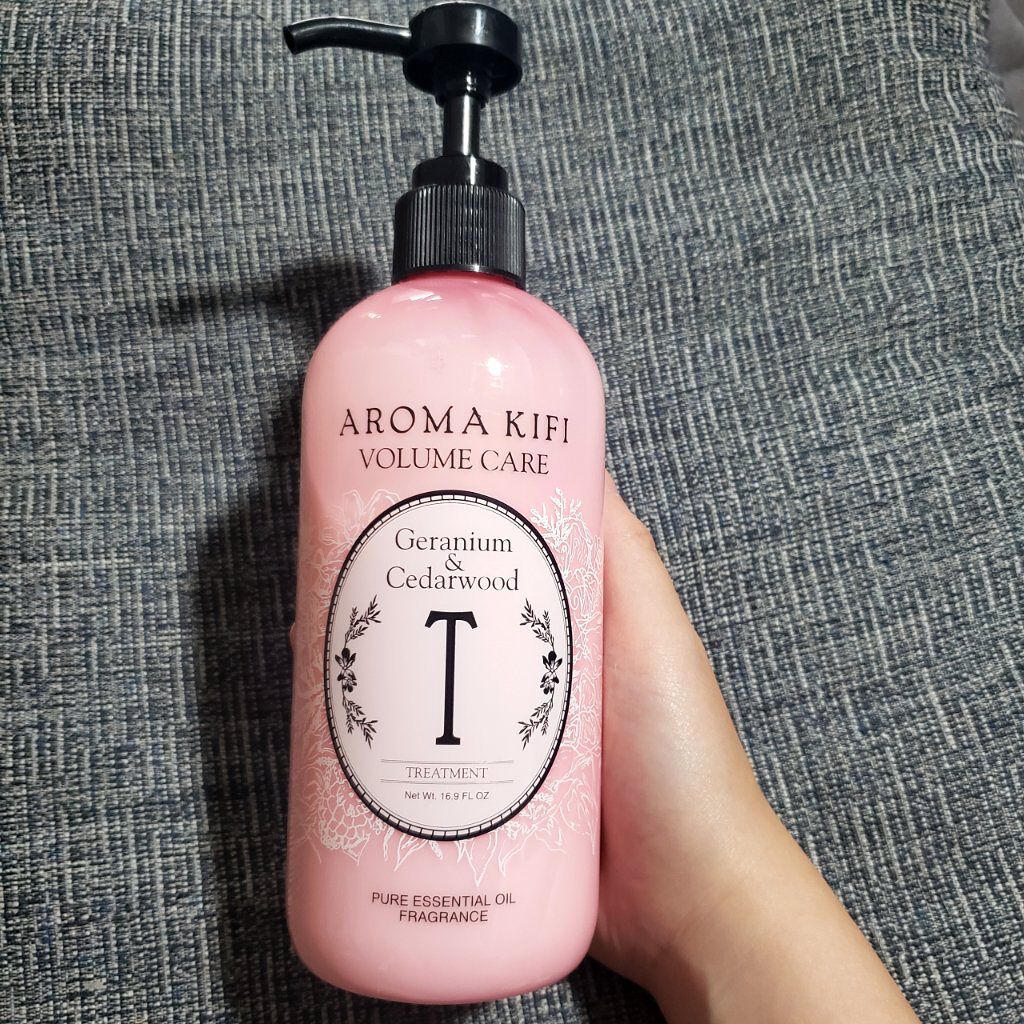 AROMA KIFI
VOLUME CARE
Geranium
&
Cedarwood
T
TREATMENT
Net Wt. 16.9 FL OZ
PURE ESSENTIAL OIL
FRAGRANCE